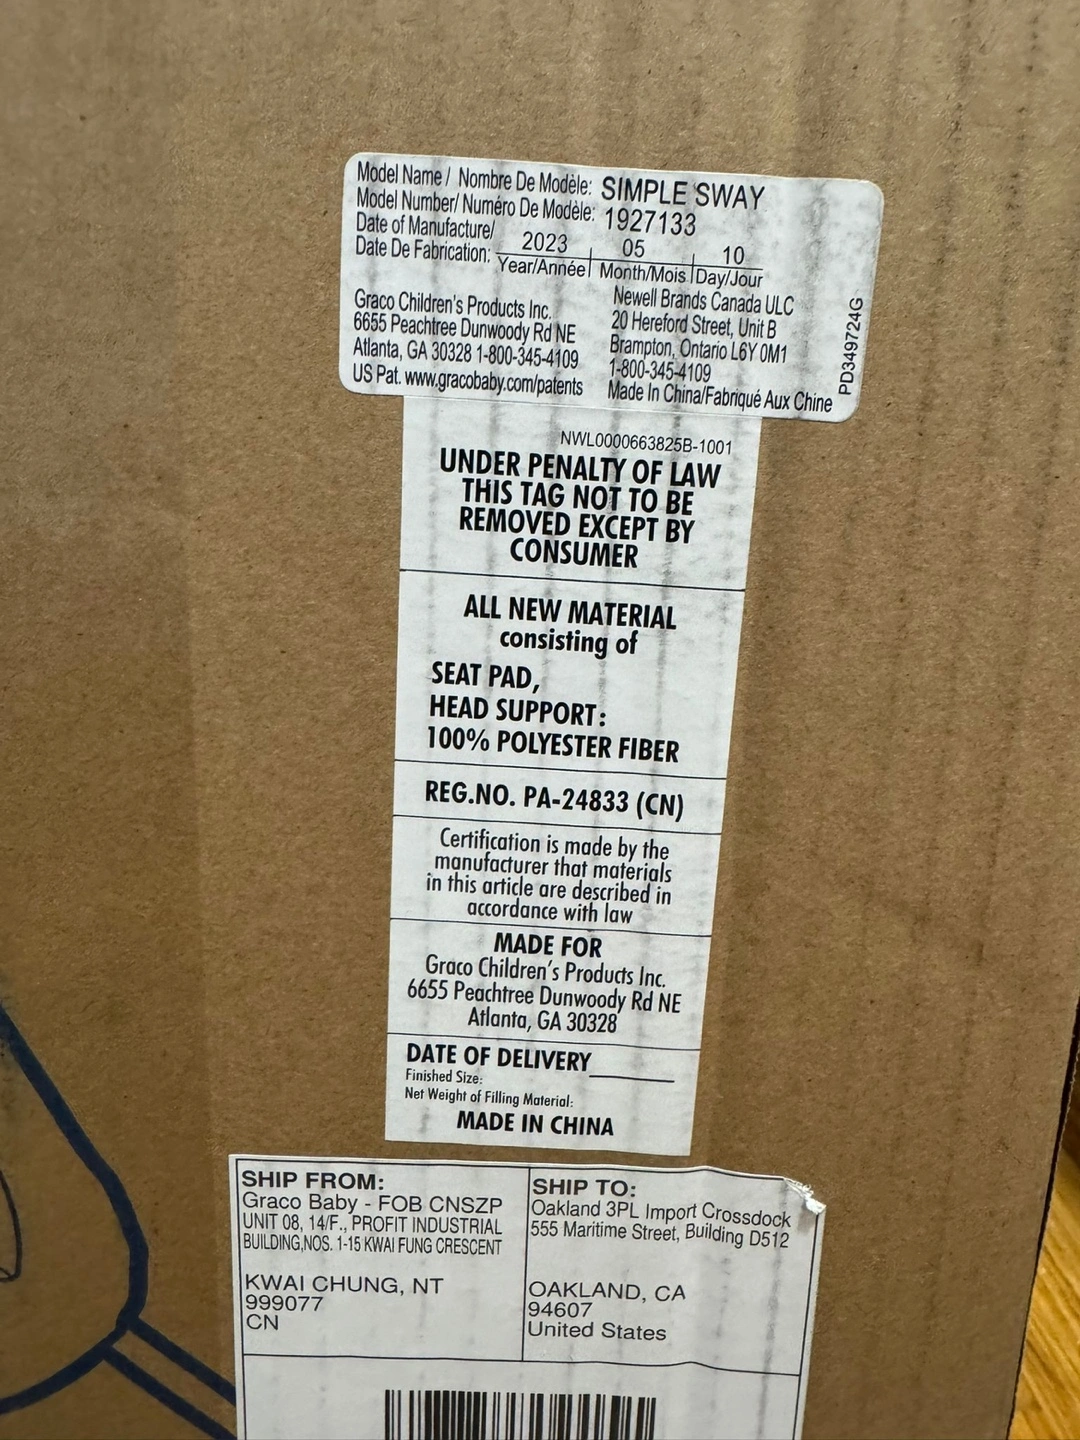 Model Name / Nombre De Modèle: SIMPLE SWAY
Model Number/ Numéro De Modèle: 1927133
Date of Manufacture/
Date De Fabrication: 2023 05 10
Year/Année Month/Mois Day/Jour
Graco Children's Products Inc.
6655 Peachtree Dunwoody Rd NE
Atlanta, GA 30328 1-800-345-4109
US Pat. www.gracobaby.com/patents
Newell Brands Canada ULC
20 Hereford Street, Unit B
Brampton, Ontario L6Y 0M1
1-800-345-4109
Made In China/Fabriqué Aux Chine
PD349724G
NWL0000663825B-1001
UNDER PENALTY OF LAW
THIS TAG NOT TO BE
REMOVED EXCEPT BY
CONSUMER
ALL NEW MATERIAL
consisting of
SEAT PAD,
HEAD SUPPORT:
100% POLYESTER FIBER
REG.NO. PA-24833 (CN)
Certification is made by the
manufacturer that materials
in this article are described in
accordance with law
MADE FOR
Graco Children's Products Inc.
6655 Peachtree Dunwoody Rd NE
Atlanta, GA 30328
DATE OF DELIVERY
Finished Size:
Net Weight of Filling Material:
MADE IN CHINA
SHIP FROM:
Graco Baby - FOB CNSZP
UNIT 08, 14/F., PROFIT INDUSTRIAL
BUILDING,NOS. 1-15 KWAI FUNG CRESCENT
KWAI CHUNG, NT
999077
CN
SHIP TO:
Oakland 3PL Import Crossdock
555 Maritime Street, Building D512
OAKLAND, CA
94607
United States